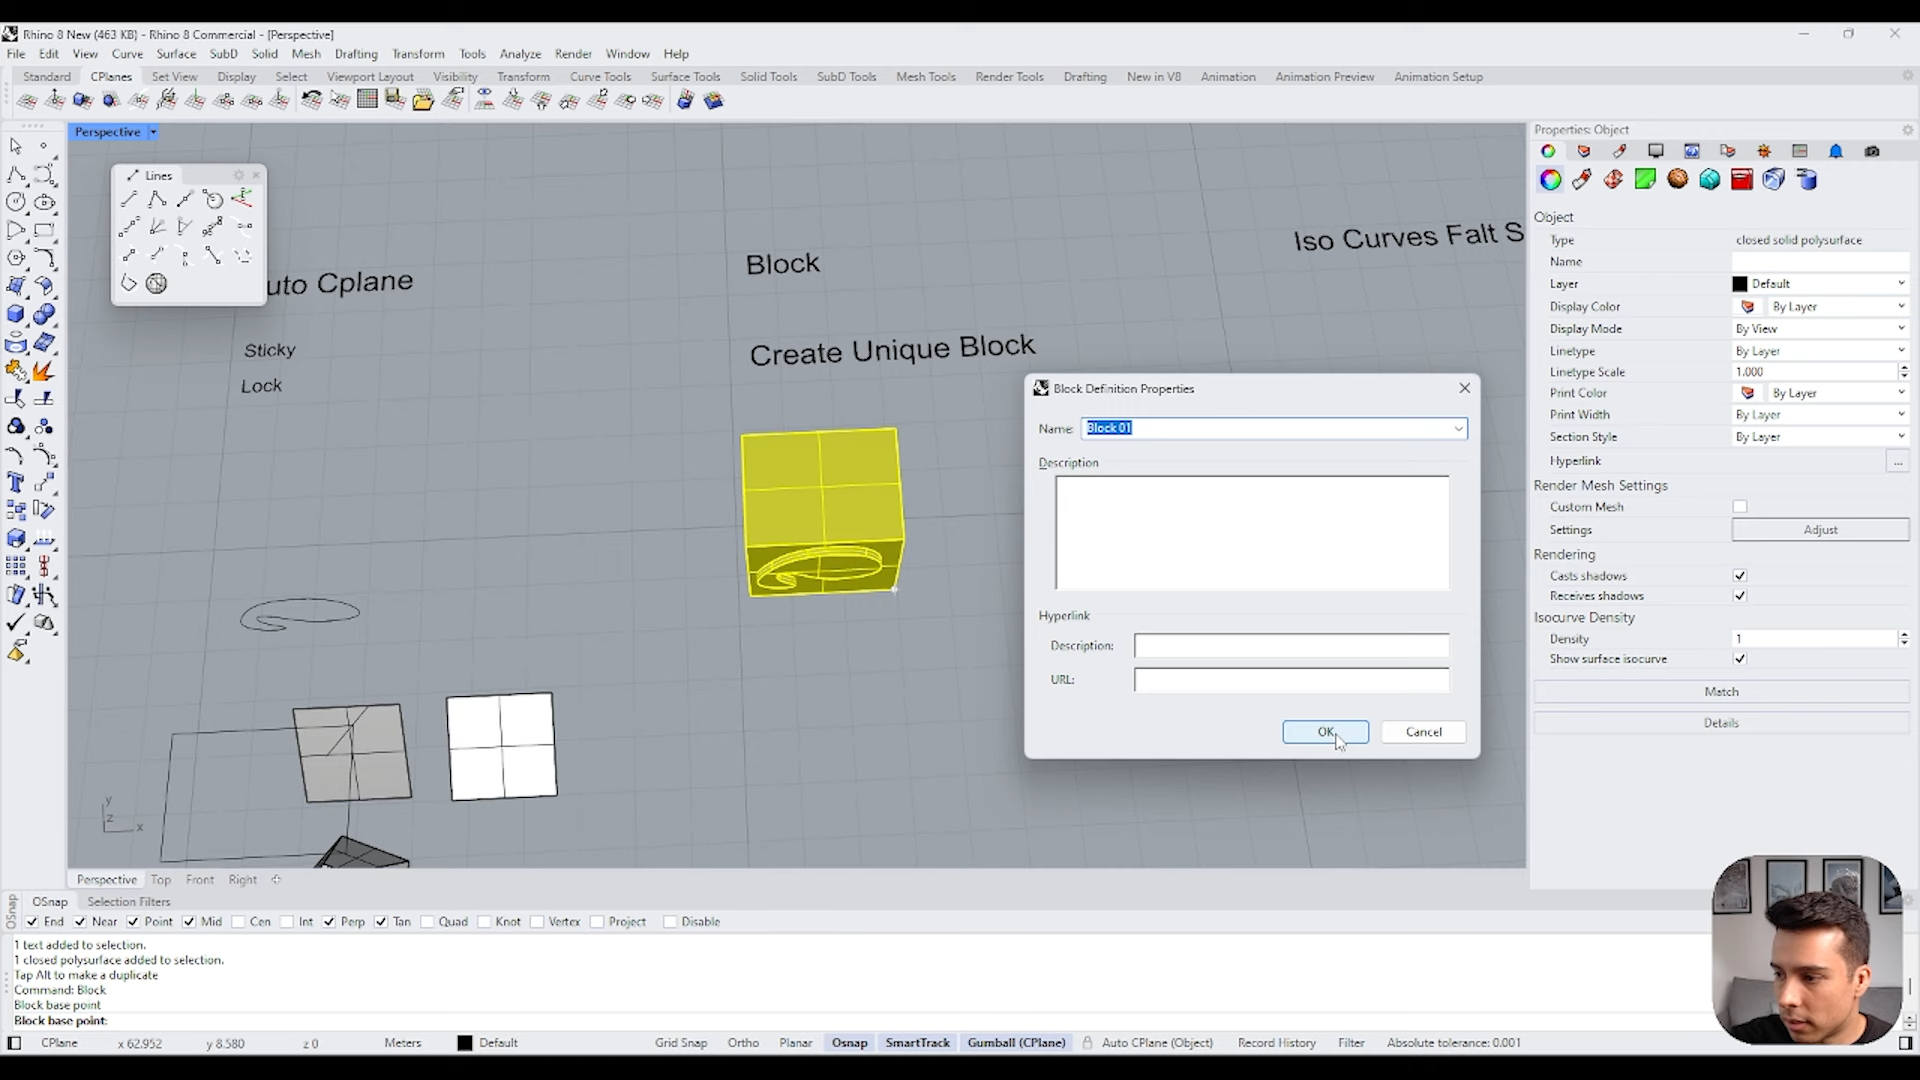 Rhino 8 New (463 KB) - Rhino 8 Commercial - [Perspective]
File Edit View Curve Surface SubD Solid Mesh Drafting Transform Tools Analyze Render Window Help
Standard CPlanes Set View Display Select Viewport Layout Visibility Transform Curve Tools Surface Tools Solid Tools SubD Tools Mesh Tools Render Tools Drafting New in V8 Animation Animation Preview Animation Setup
Perspective
Lines
uto Cplane
Sticky
Lock
Block
Create Unique Block
Iso Curves Falt S
Block Definition Properties
Name: Block 01
Description
Hyperlink
Description:
URL:
OK Cancel
y
z x
Properties: Object
Object
Type closed solid polysurface
Name
Layer Default
Display Color By Layer
Display Mode By View
Linetype By Layer
Linetype Scale 1.000
Print Color By Layer
Print Width By Layer
Section Style By Layer
Hyperlink ...
Render Mesh Settings
Custom Mesh
Settings Adjust
Rendering
Casts shadows
Receives shadows
Isocurve Density
Density 1
Show surface isocurve
Match
Details
Perspective Top Front Right
OSnap
OSnap Selection Filters
End Near Point Mid Cen Int Perp Tan Quad Knot Vertex Project Disable
1 text added to selection.
1 closed polysurface added to selection.
Tap Alt to make a duplicate
Command: Block
Block base point
Block base point:
CPlane x 62.952 y 8.580 z 0 Meters Default Grid Snap Ortho Planar Osnap SmartTrack Gumball (CPlane) Auto CPlane (Object) Record History Filter Absolute tolerance: 0.001